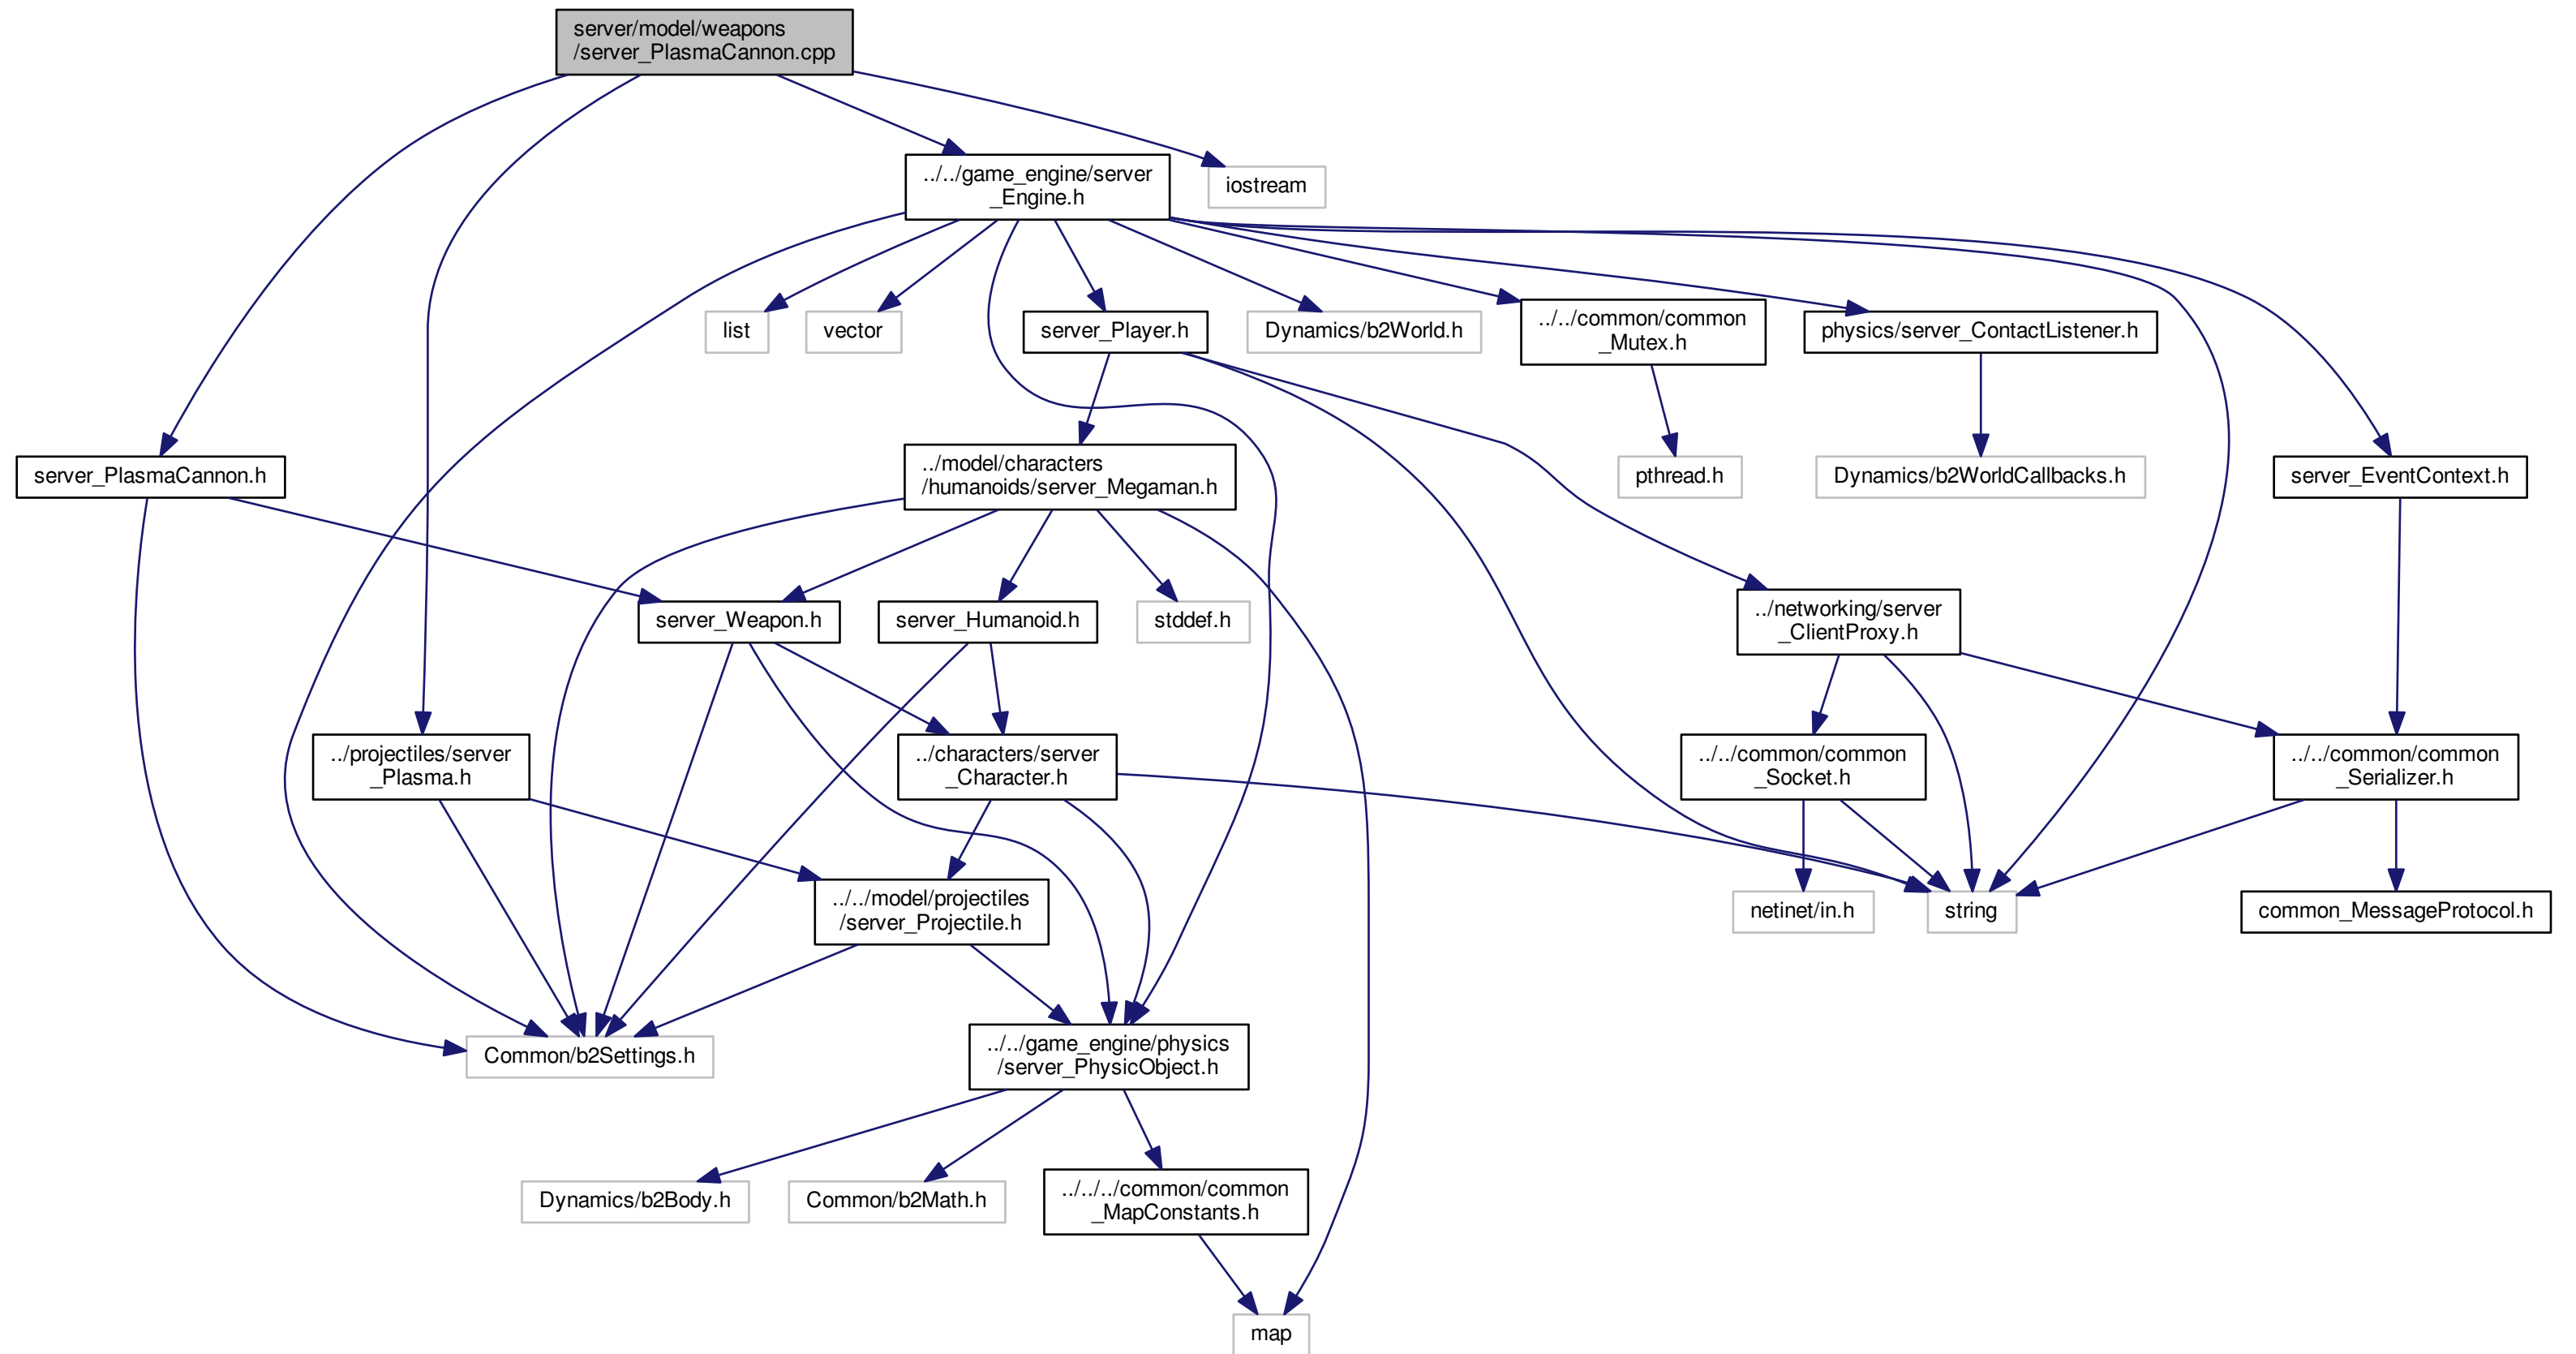 server/model/weapons
/server_PlasmaCannon.cpp
../../game_engine/server
_Engine.h
iostream
list
vector
server_Player.h
Dynamics/b2World.h
../../common/common
_Mutex.h
physics/server_ContactListener.h
server_PlasmaCannon.h
../model/characters
/humanoids/server_Megaman.h
pthread.h
Dynamics/b2WorldCallbacks.h
server_EventContext.h
server_Weapon.h
server_Humanoid.h
stddef.h
../networking/server
_ClientProxy.h
../projectiles/server
_Plasma.h
../characters/server
_Character.h
../../common/common
_Socket.h
../../common/common
_Serializer.h
../../model/projectiles
/server_Projectile.h
netinet/in.h
string
common_MessageProtocol.h
Common/b2Settings.h
../../game_engine/physics
/server_PhysicObject.h
Dynamics/b2Body.h
Common/b2Math.h
../../../common/common
_MapConstants.h
map